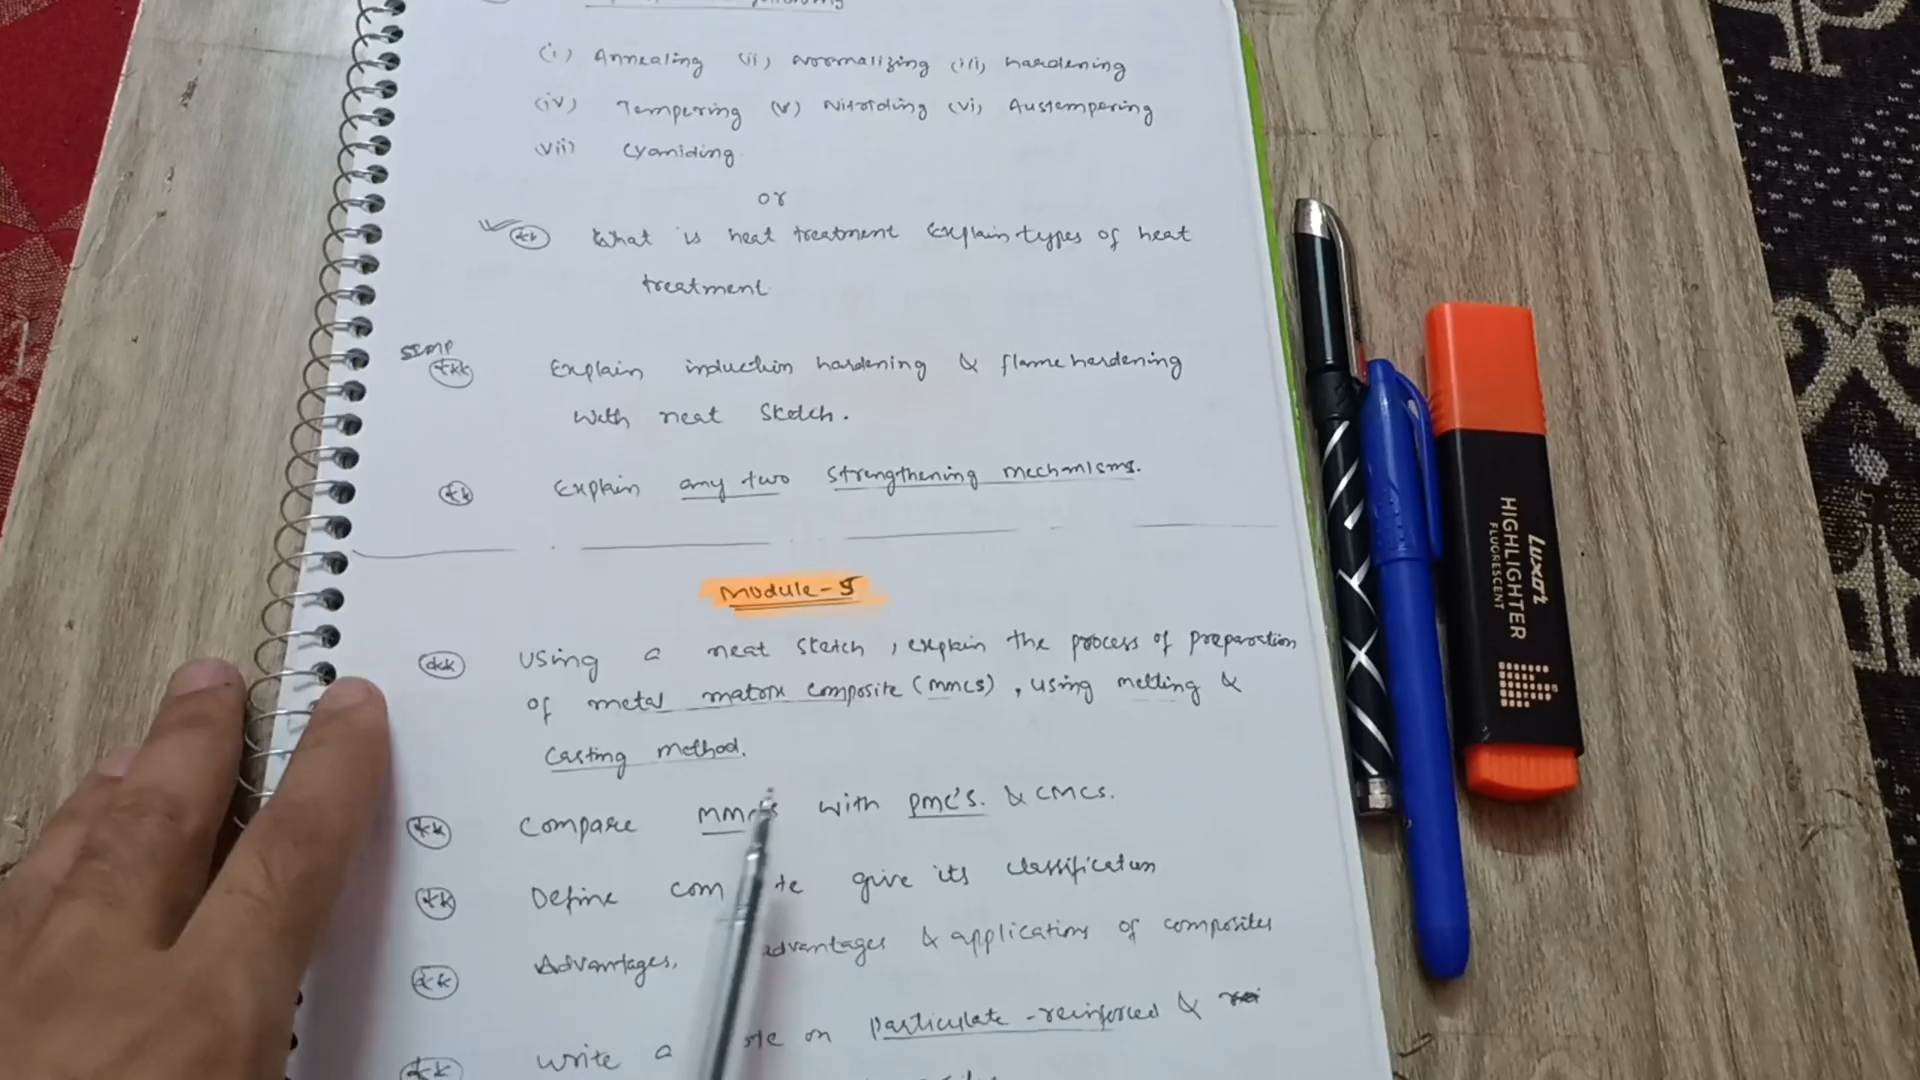 (i) Annealing (ii) Normalizing (iii) hardening
(iv) Tempering (v) Nitriding (vi) Austempering
(vii) Cyaniding
or
What is heat treatment Explain types of heat
treatment
Explain induction hardening & flame hardening
with neat sketch.
Explain any two strengthening mechanisms.
Module-5
Using a neat sketch, explain the process of preparation
of metal matrix composite (MMCs), using melting &
casting method.
Compare MMC's with PMC's. & CMCs.
Define give its classification
Advantages, & applications of composites
Write a on Particulate-reinforced &
Luxor
HIGHLIGHTER
FLUORESCENT